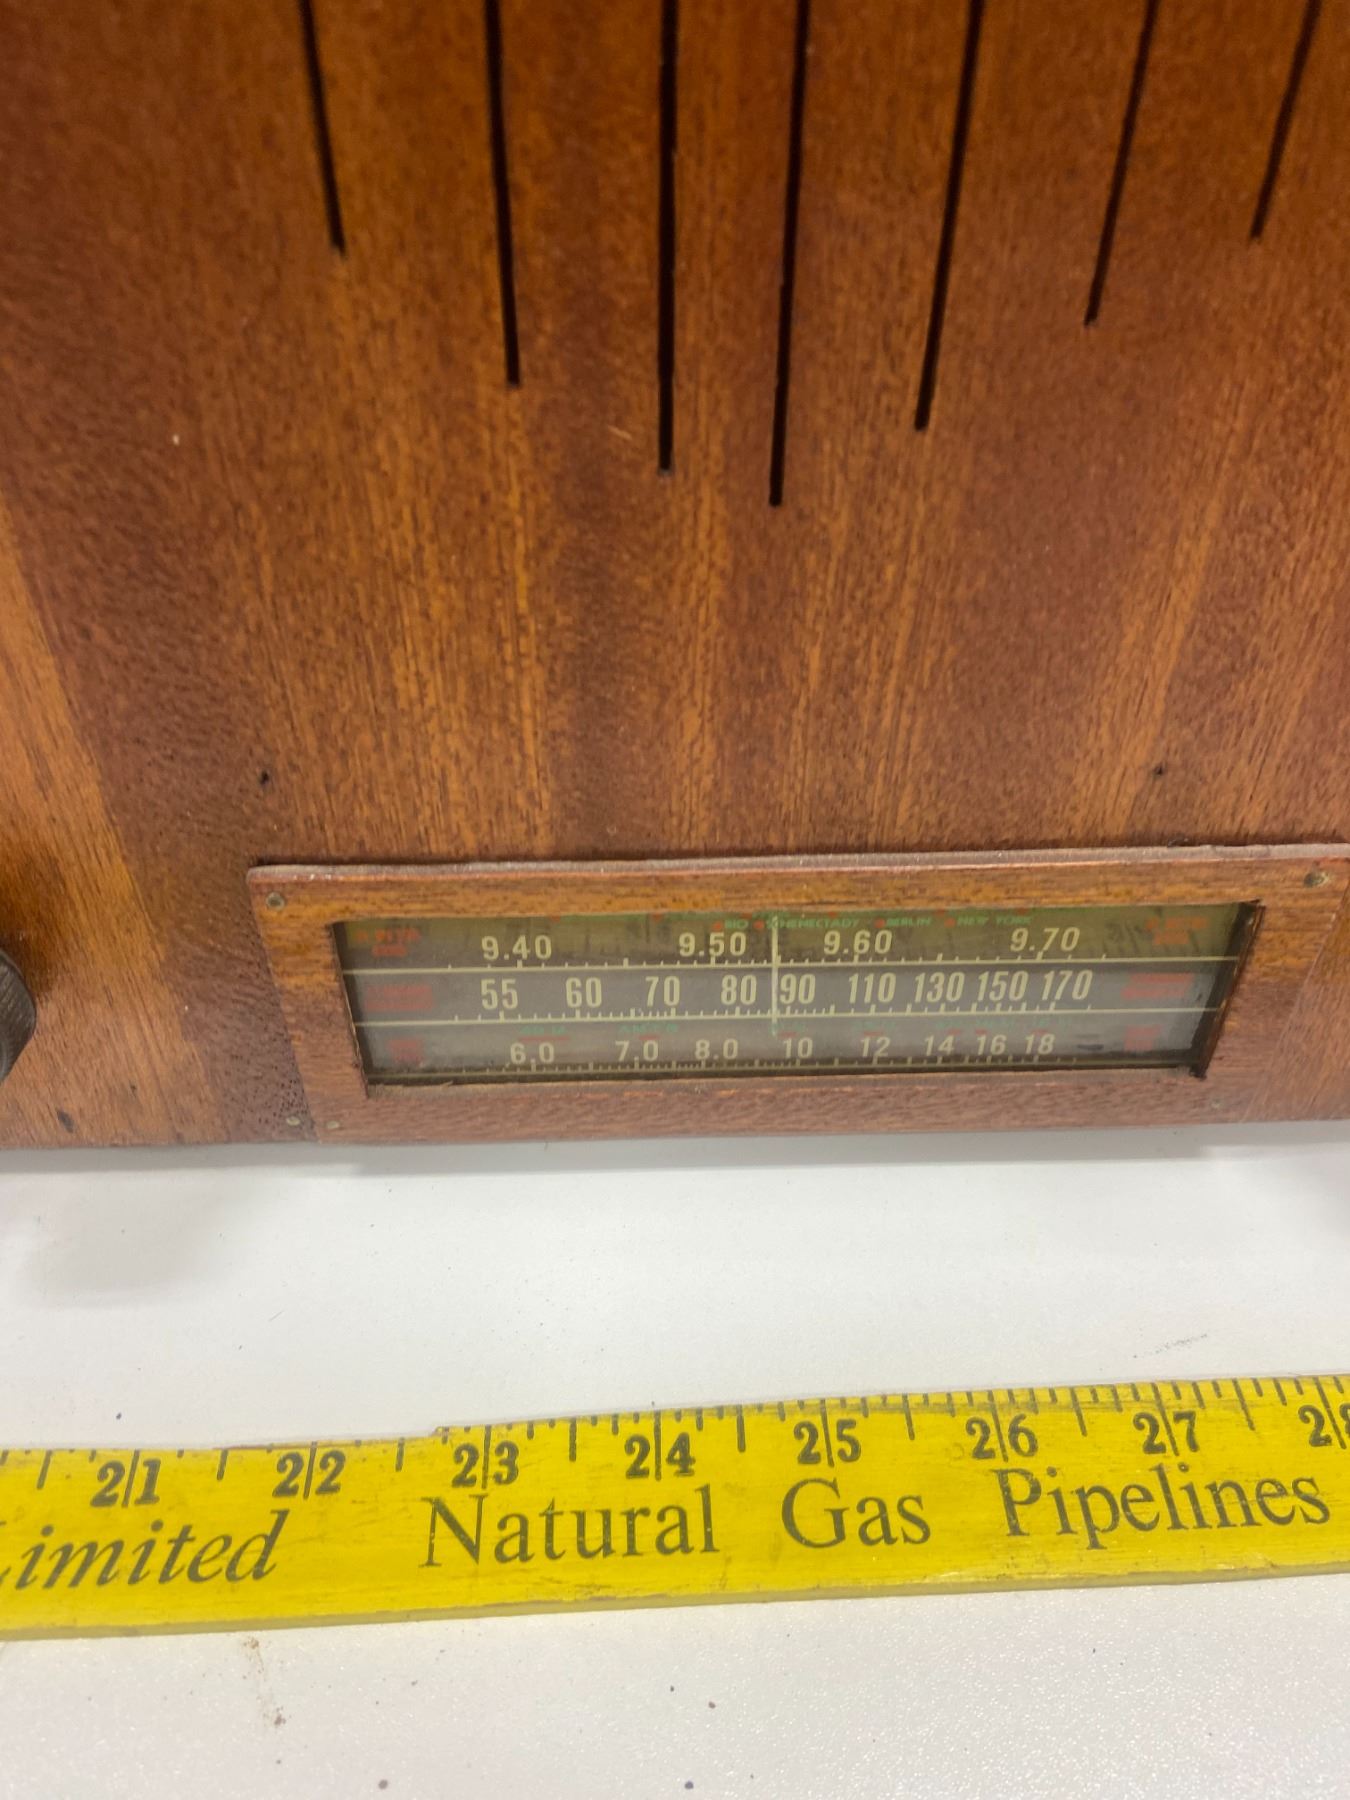 RIO SCHENECTADY BERLIN NEW YORK
9.40 9.50 9.60 9.70
55 60 70 80 90 110 130 150 170
6.0 7.0 8.0 10 12 14 16 18
21 22 23 24 25 26 27 28
Limited Natural Gas Pipelines